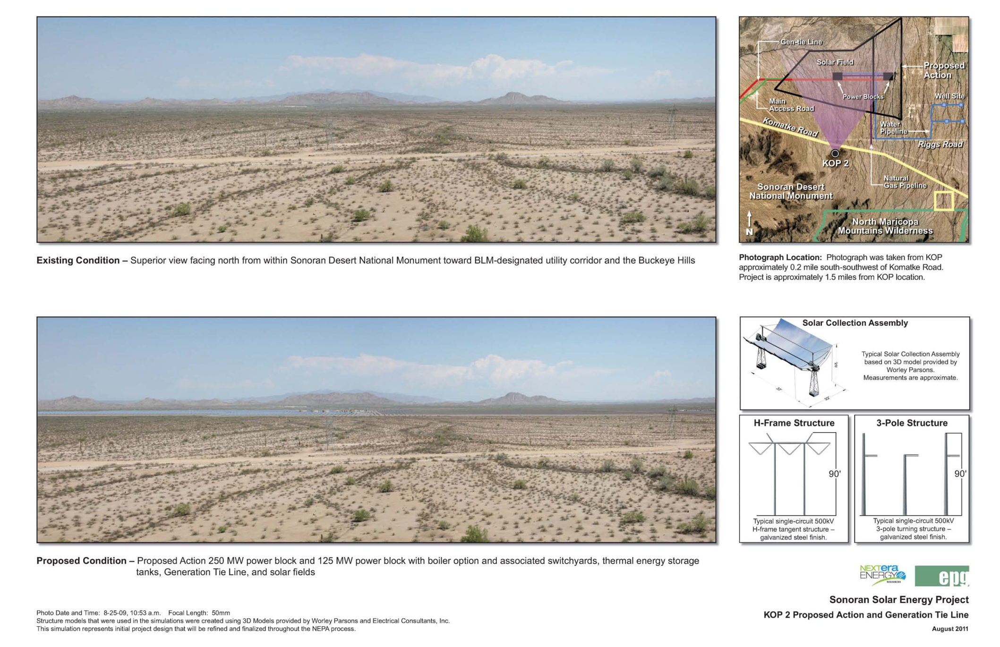 Gen-tie Line
Solar Field
Proposed
Action
Power Blocks
Well Site
Main
Access Road
Komatke Road
Water
Pipeline
Riggs Road
KOP 2
Natural
Gas Pipeline
Sonoran Desert
National Monument
N
North Maricopa
Mountains Wilderness
Existing Condition – Superior view facing north from within Sonoran Desert National Monument toward BLM-designated utility corridor and the Buckeye Hills
Photograph Location: Photograph was taken from KOP
approximately 0.2 mile south-southwest of Komatke Road.
Project is approximately 1.5 miles from KOP location.
Solar Collection Assembly
Typical Solar Collection Assembly
based on 3D model provided by
Worley Parsons.
Measurements are approximate.
20'
22'
H-Frame Structure
90'
Typical single-circuit 500kV
H-frame tangent structure –
galvanized steel finish.
3-Pole Structure
90'
Typical single-circuit 500kV
3-pole turning structure –
galvanized steel finish.
Proposed Condition – Proposed Action 250 MW power block and 125 MW power block with boiler option and associated switchyards, thermal energy storage
tanks, Generation Tie Line, and solar fields
NEXTera
ENERGY
RESOURCES
epg
Sonoran Solar Energy Project
KOP 2 Proposed Action and Generation Tie Line
August 2011
Photo Date and Time: 8-25-09, 10:53 a.m. Focal Length: 50mm
Structure models that were used in the simulations were created using 3D Models provided by Worley Parsons and Electrical Consultants, Inc.
This simulation represents initial project design that will be refined and finalized throughout the NEPA process.